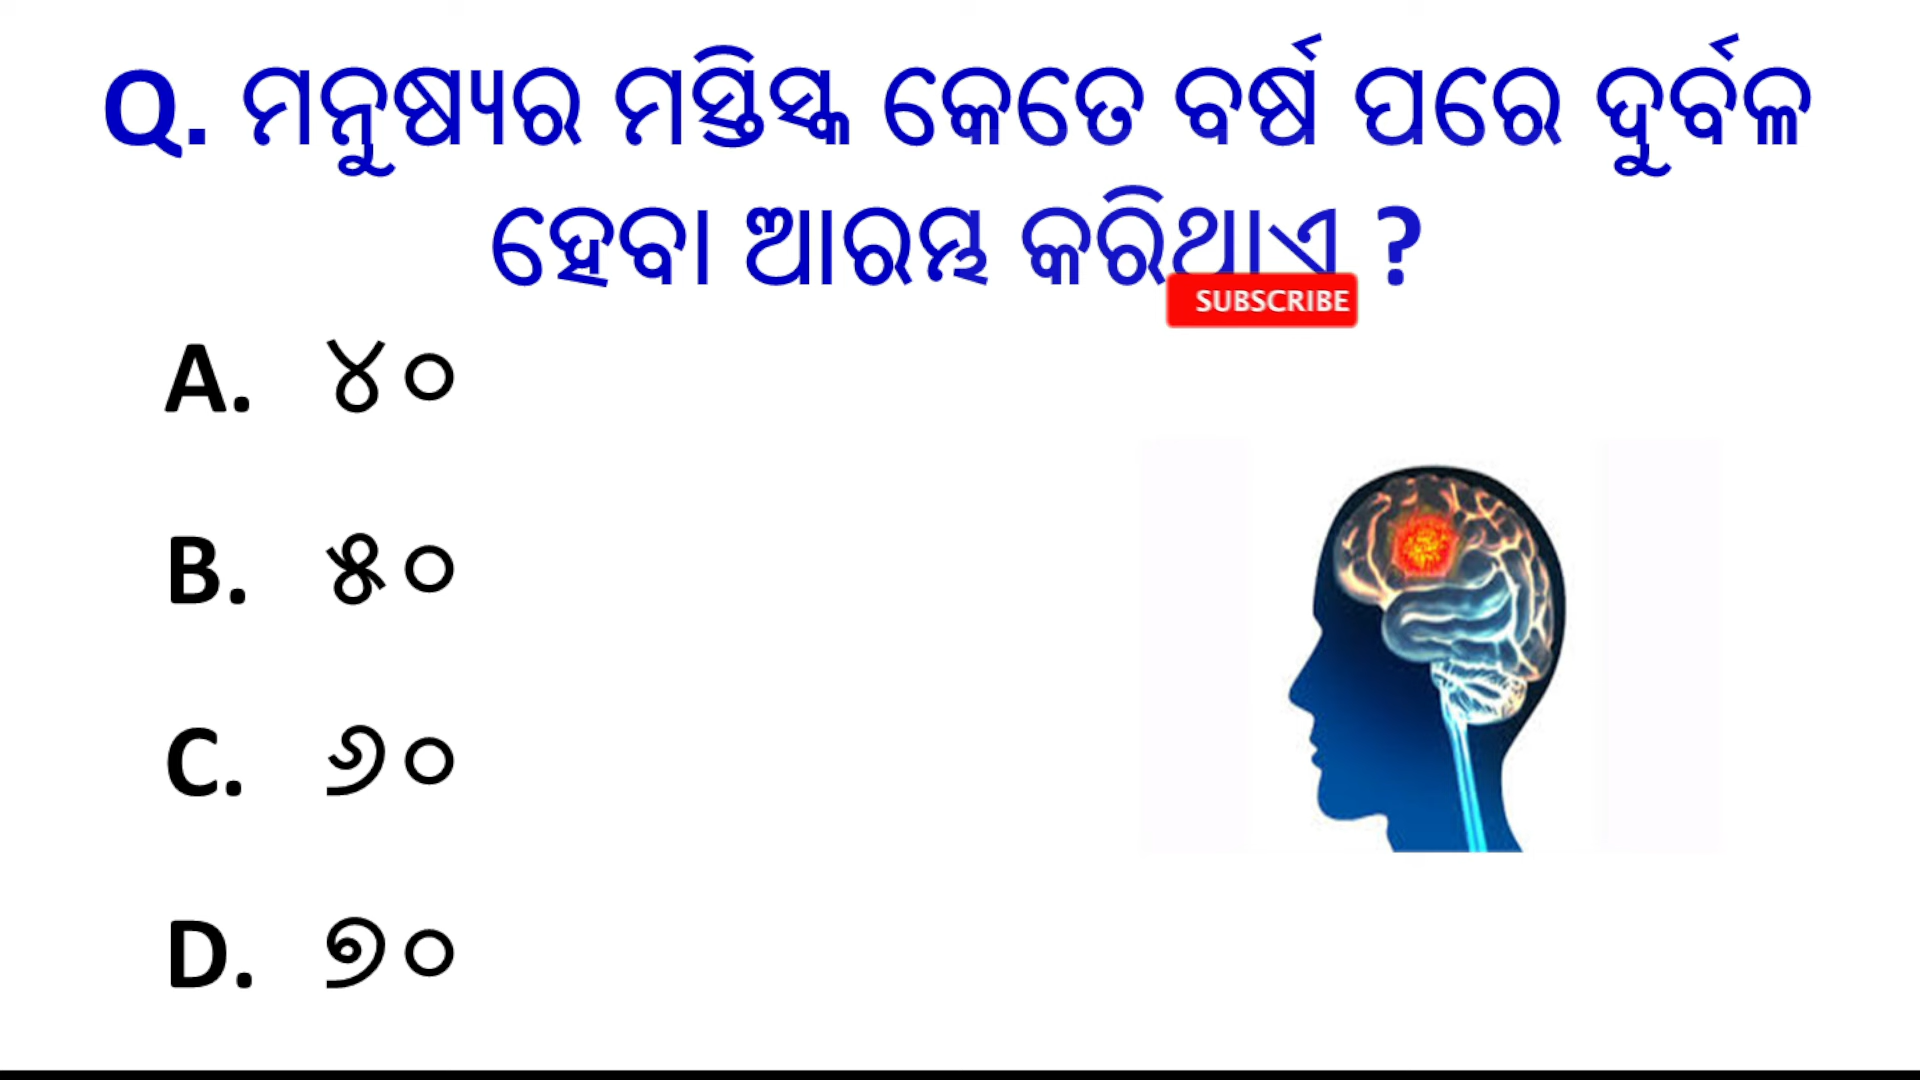 Q. ମନୁଷ୍ୟର ମସ୍ତିସ୍କ କେତେ ବର୍ଷ ପରେ ଦୁର୍ବଳ
ହେବା ଆରମ୍ଭ କରିଥାଏ ?
SUBSCRIBE
A. ୪୦
B. ୫୦
C. ୬୦
D. ୭୦